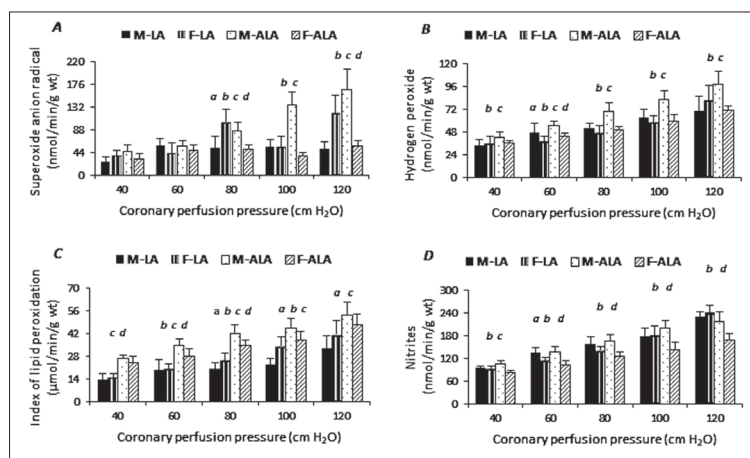 A
M-LA F-LA M-ALA F-ALA
Superoxide anion radical
(nmol/min/g wt)
220
176
132
88
44
0
a b c d
b c
b c d
40 60 80 100 120
Coronary perfusion pressure (cm H₂O)
B
M-LA F-LA M-ALA F-ALA
Hydrogen peroxide
(nmol/min/g wt)
120
96
72
48
24
0
b c
a b c d
b c
b c
b c
40 60 80 100 120
Coronary perfusion pressure (cm H₂O)
C
M-LA F-LA M-ALA F-ALA
Index of lipid peroxidation
(µmol/min/g wt)
70
56
42
28
14
0
c d
b c d
a b c d
a b c
a c
40 60 80 100 120
Coronary perfusion pressure (cm H₂O)
D
M-LA F-LA M-ALA F-ALA
Nitrites
(nmol/min/g wt)
300
240
180
120
60
0
b c
a b d
b d
b d
b d
40 60 80 100 120
Coronary perfusion pressure (cm H₂O)